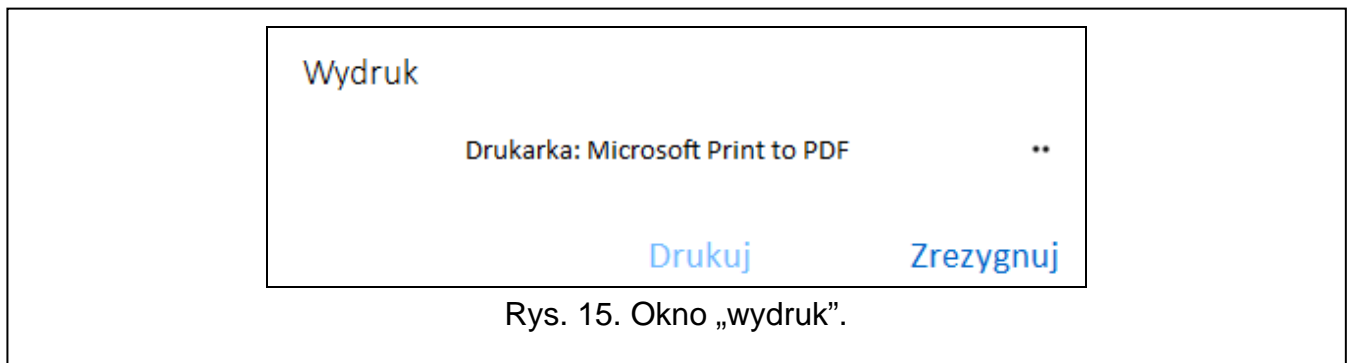 Wydruk
Drukarka: Microsoft Print to PDF ··
Drukuj Zrezygnuj
Rys. 15. Okno „wydruk”.